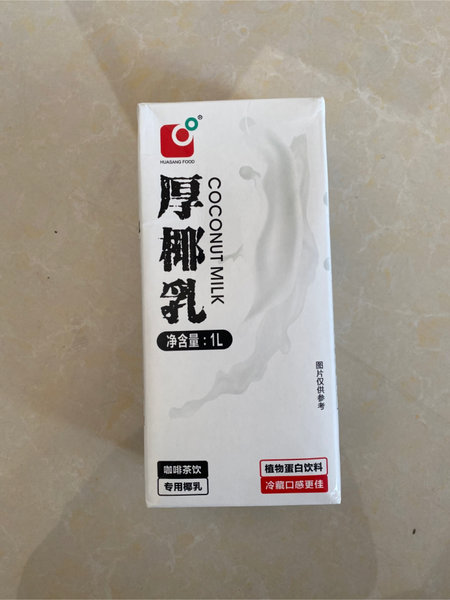 ®
HUASANG FOOD
厚椰乳
COCONUT MILK
净含量：1L
图片仅供参考
咖啡茶饮
专用椰乳
植物蛋白饮料
冷藏口感更佳